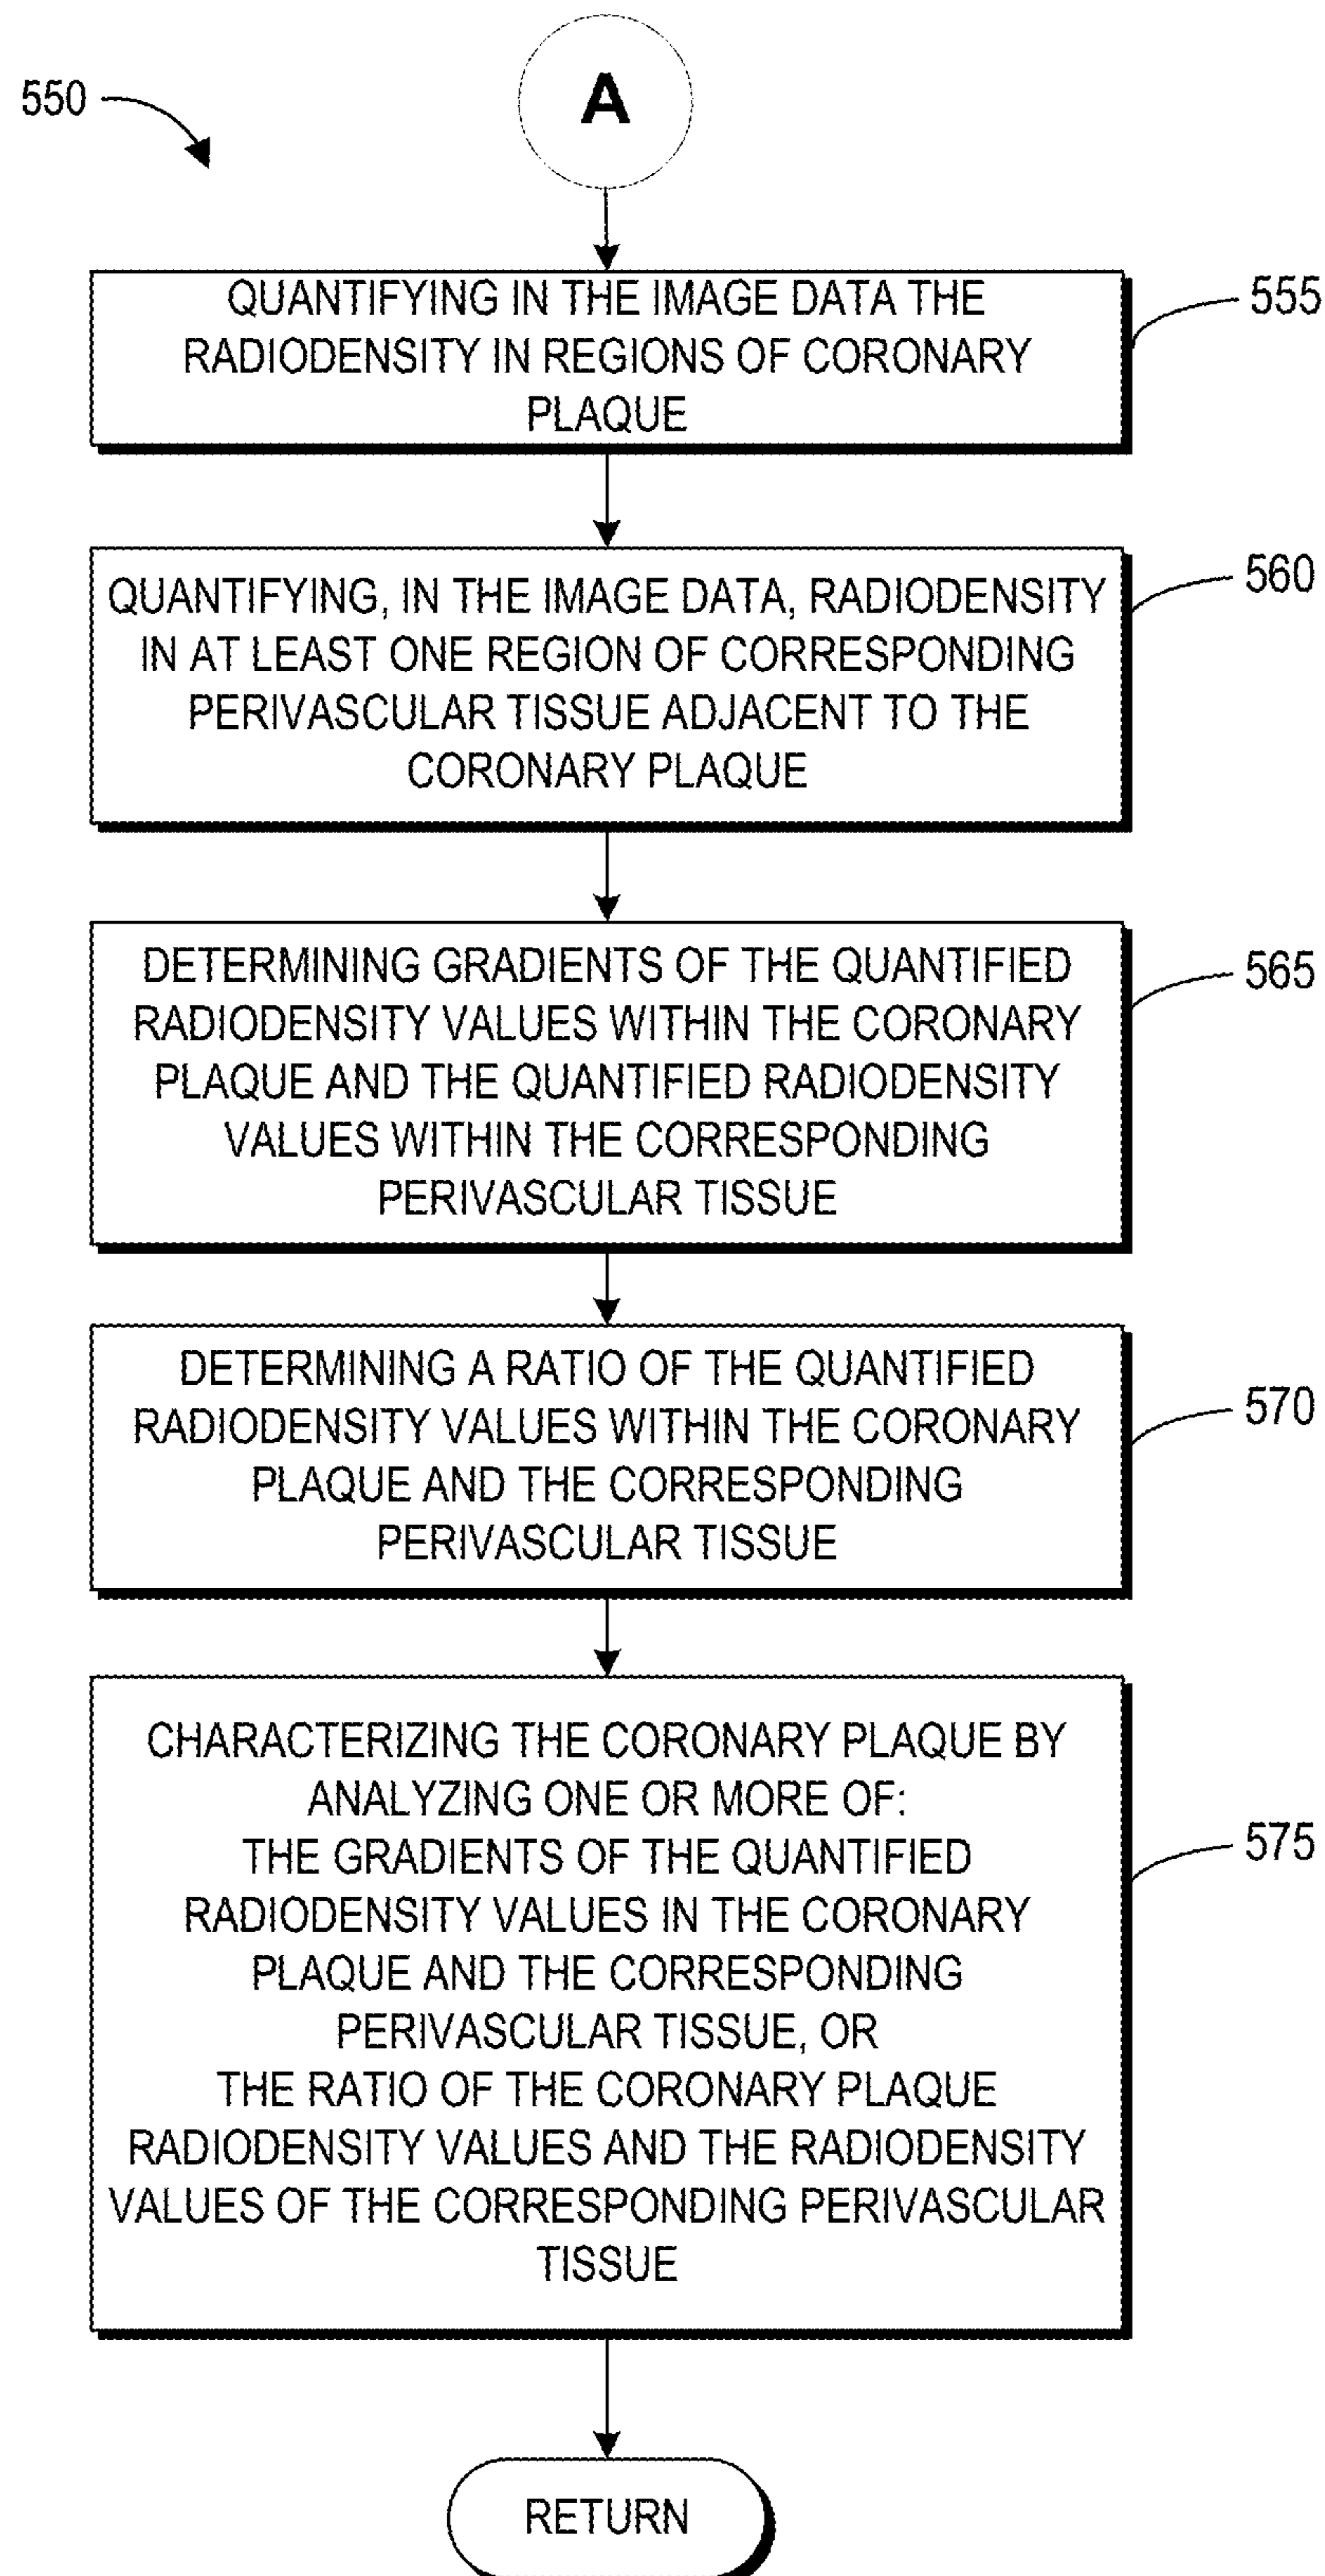 A
550
QUANTIFYING IN THE IMAGE DATA THE
RADIODENSITY IN REGIONS OF CORONARY
PLAQUE
555
QUANTIFYING, IN THE IMAGE DATA, RADIODENSITY
IN AT LEAST ONE REGION OF CORRESPONDING
PERIVASCULAR TISSUE ADJACENT TO THE
CORONARY PLAQUE
560
DETERMINING GRADIENTS OF THE QUANTIFIED
RADIODENSITY VALUES WITHIN THE CORONARY
PLAQUE AND THE QUANTIFIED RADIODENSITY
VALUES WITHIN THE CORRESPONDING
PERIVASCULAR TISSUE
565
DETERMINING A RATIO OF THE QUANTIFIED
RADIODENSITY VALUES WITHIN THE CORONARY
PLAQUE AND THE CORRESPONDING
PERIVASCULAR TISSUE
570
CHARACTERIZING THE CORONARY PLAQUE BY
ANALYZING ONE OR MORE OF:
THE GRADIENTS OF THE QUANTIFIED
RADIODENSITY VALUES IN THE CORONARY
PLAQUE AND THE CORRESPONDING
PERIVASCULAR TISSUE, OR
THE RATIO OF THE CORONARY PLAQUE
RADIODENSITY VALUES AND THE RADIODENSITY
VALUES OF THE CORRESPONDING PERIVASCULAR
TISSUE
575
RETURN